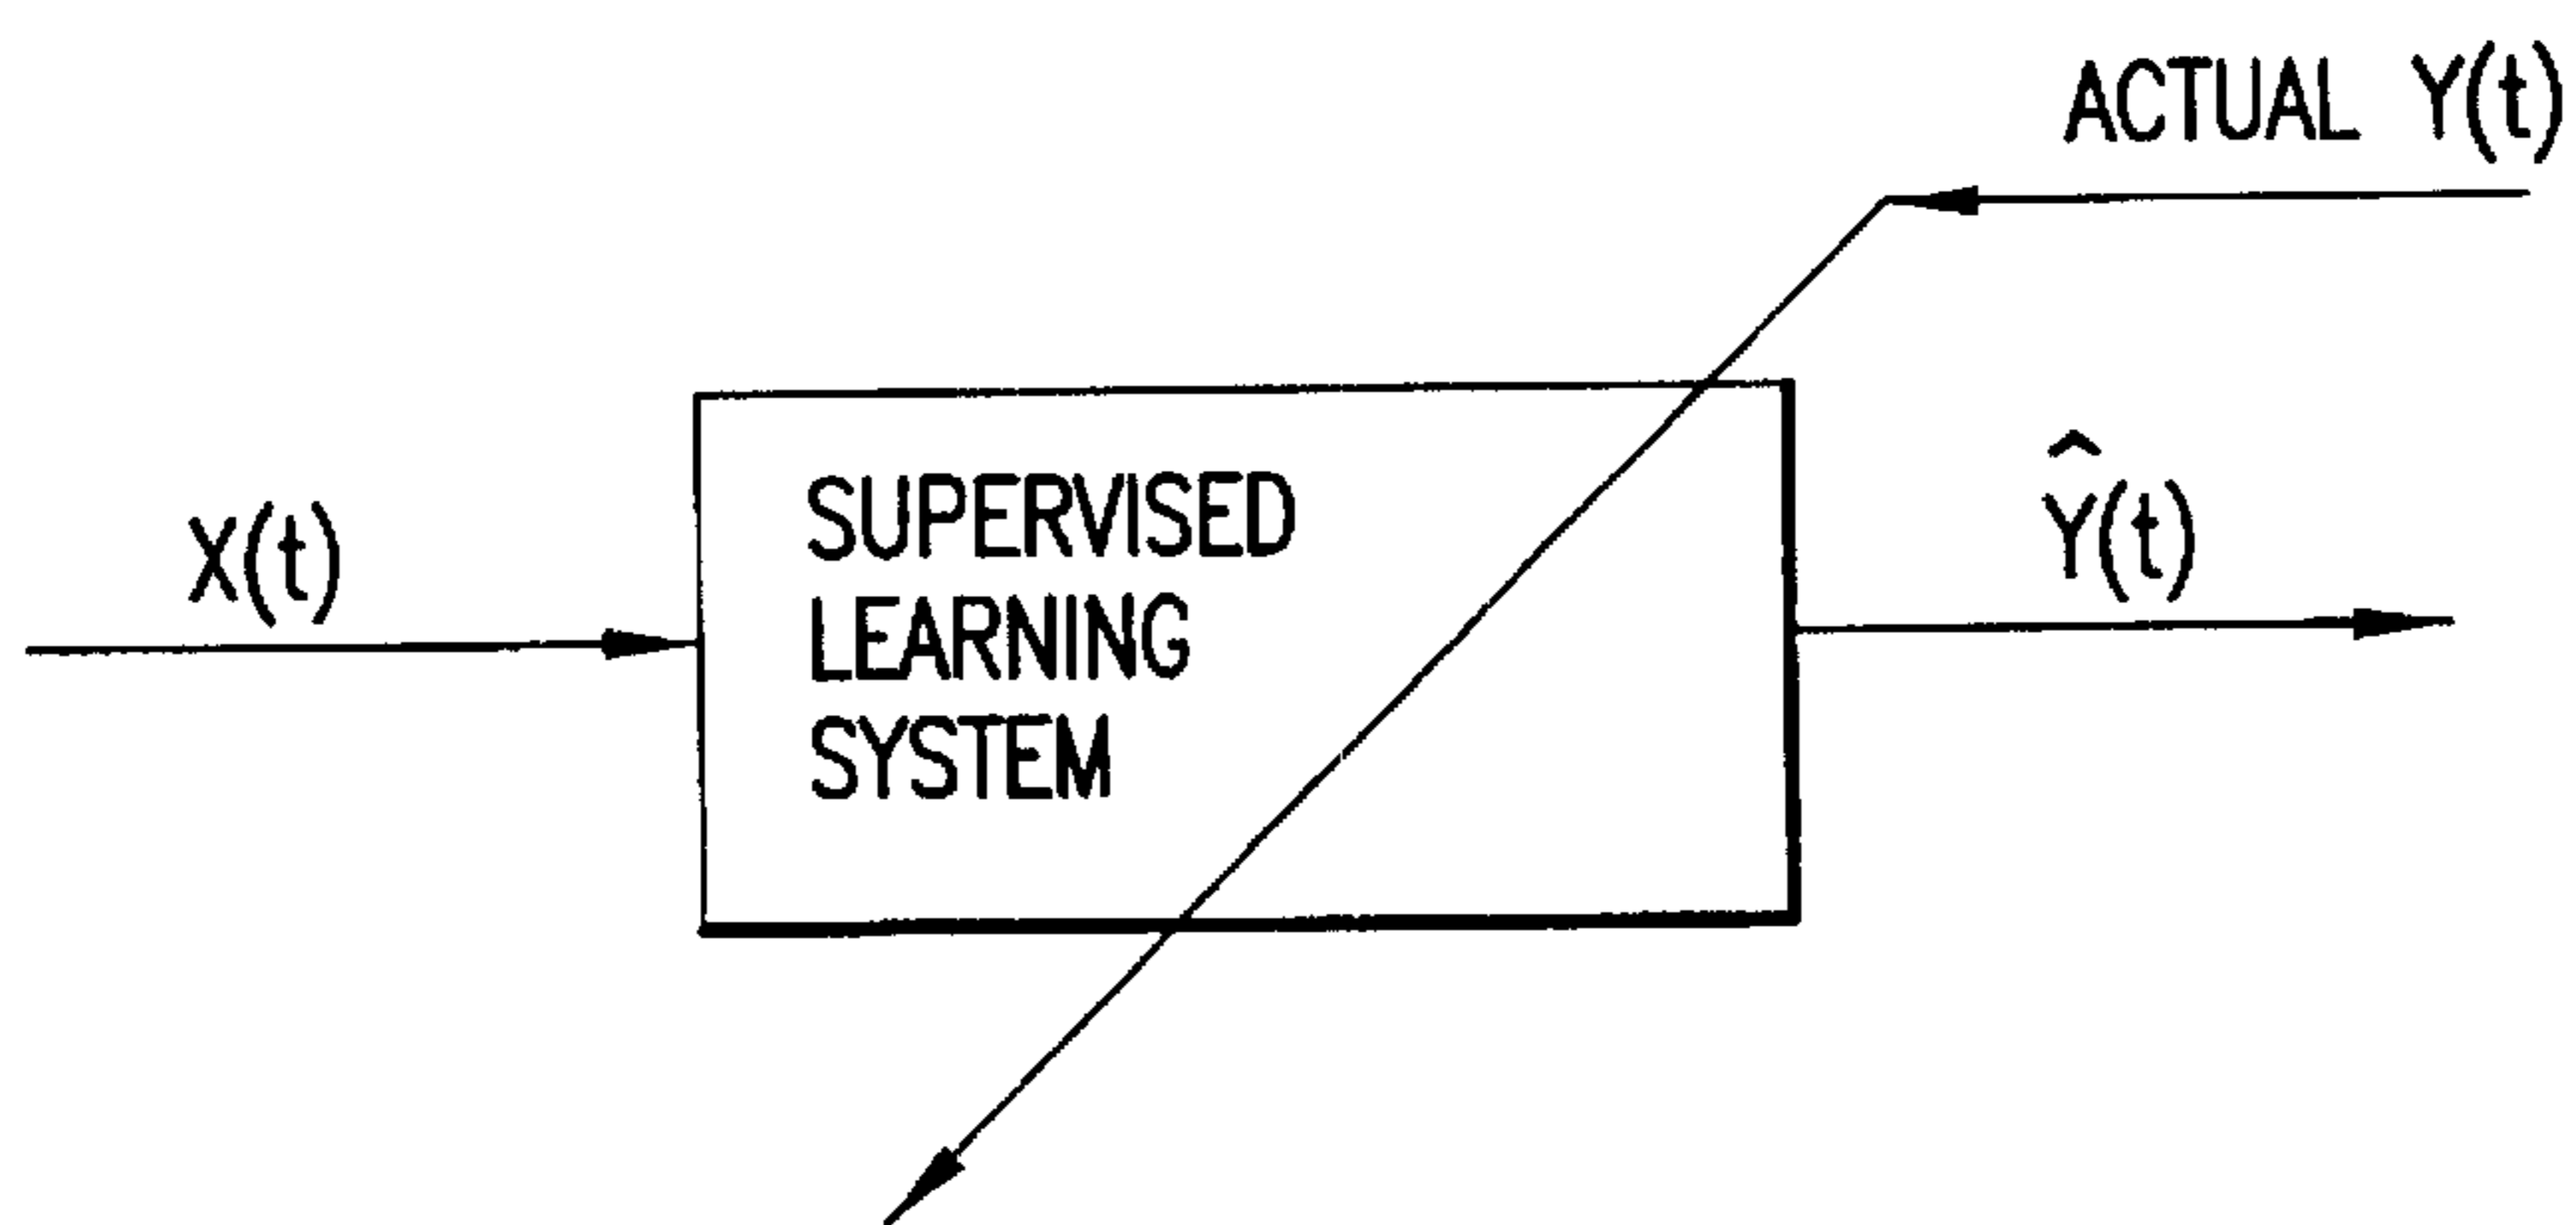 ACTUAL Y(t)
X(t)
SUPERVISED
LEARNING
SYSTEM
Ŷ(t)